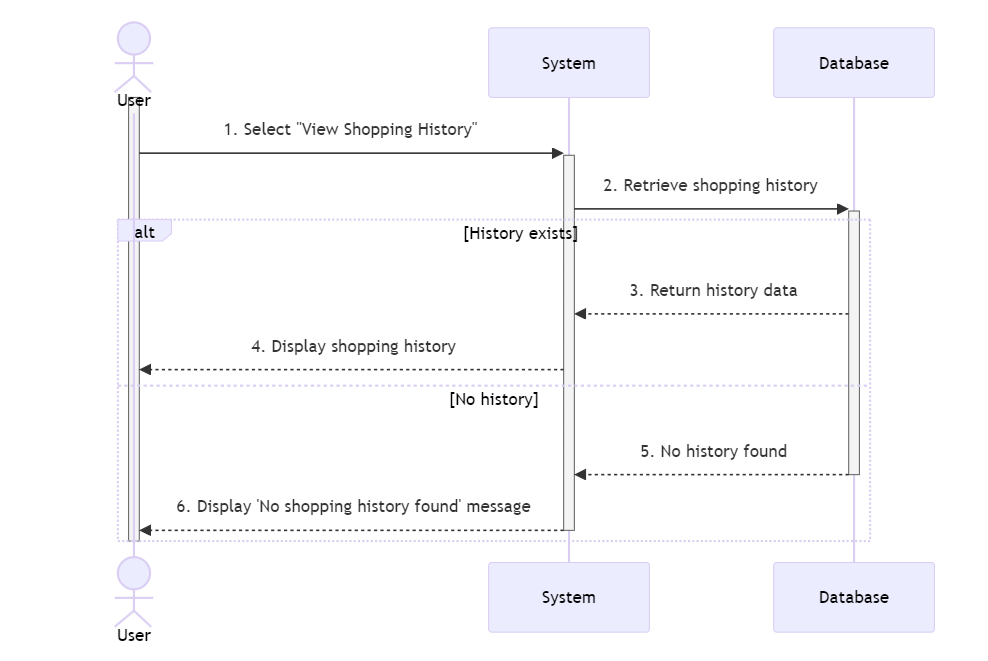 System
Database
User
1. Select "View Shopping History"
2. Retrieve shopping history
alt
[History exists]
3. Return history data
4. Display shopping history
[No history]
5. No history found
6. Display 'No shopping history found' message
System
Database
User